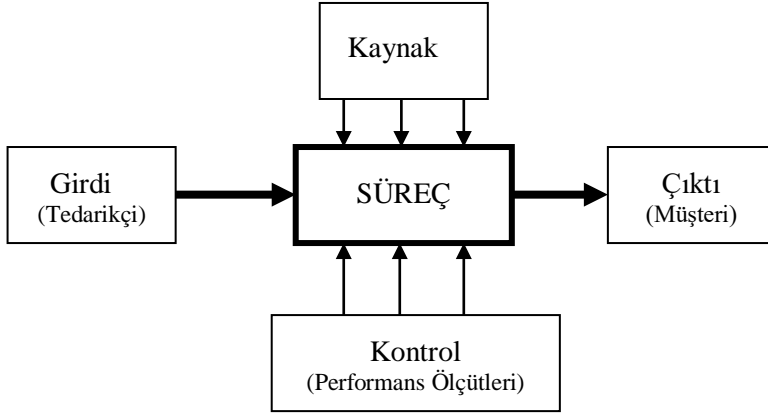 Kaynak
Girdi
(Tedarikçi)
SÜREÇ
Çıktı
(Müşteri)
Kontrol
(Performans Ölçütleri)